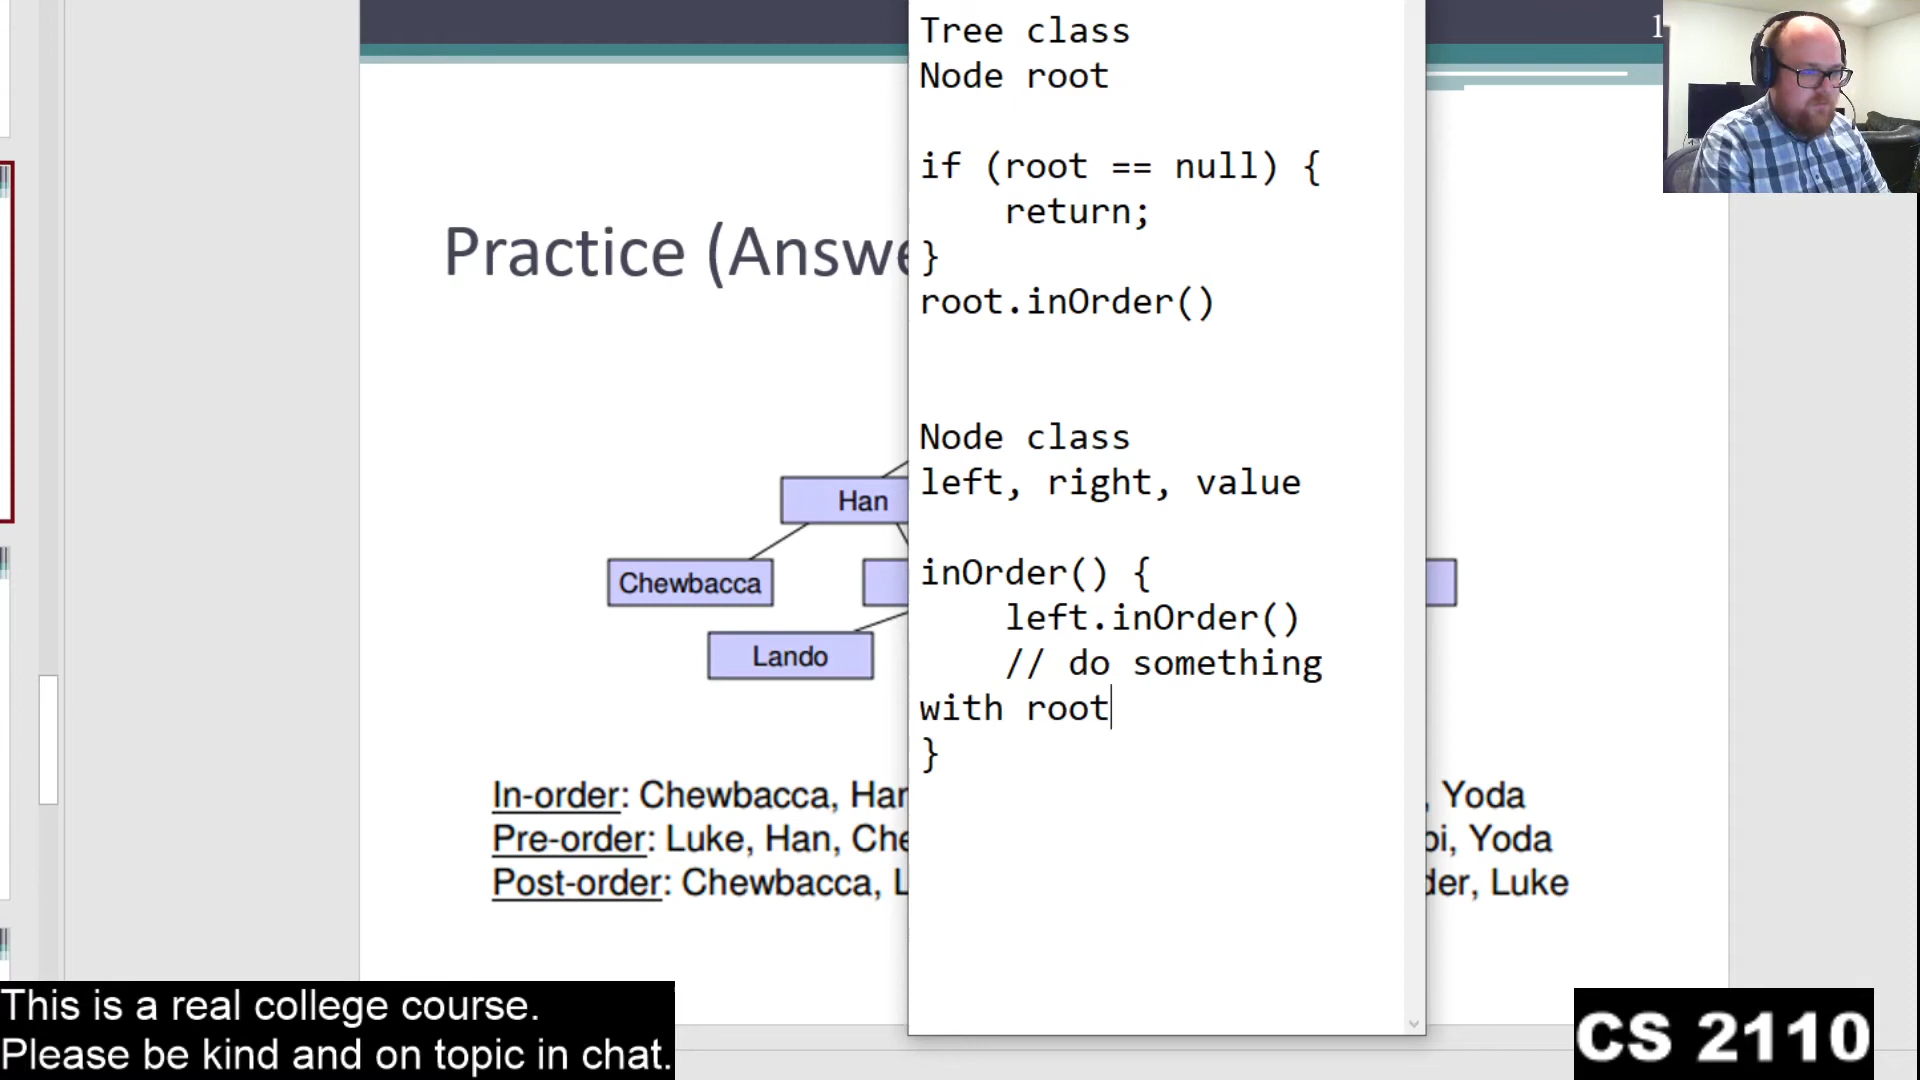 1
Practice (Answe
Tree class
Node root
if (root == null) {
    return;
}
root.inOrder()
Node class
left, right, value
inOrder() {
    left.inOrder()
    // do something
with root
}
Han
Chewbacca
Lando
In-order: Chewbacca, Han
, Yoda
Pre-order: Luke, Han, Che
bi, Yoda
Post-order: Chewbacca, L
der, Luke
This is a real college course.
Please be kind and on topic in chat.
CS 2110